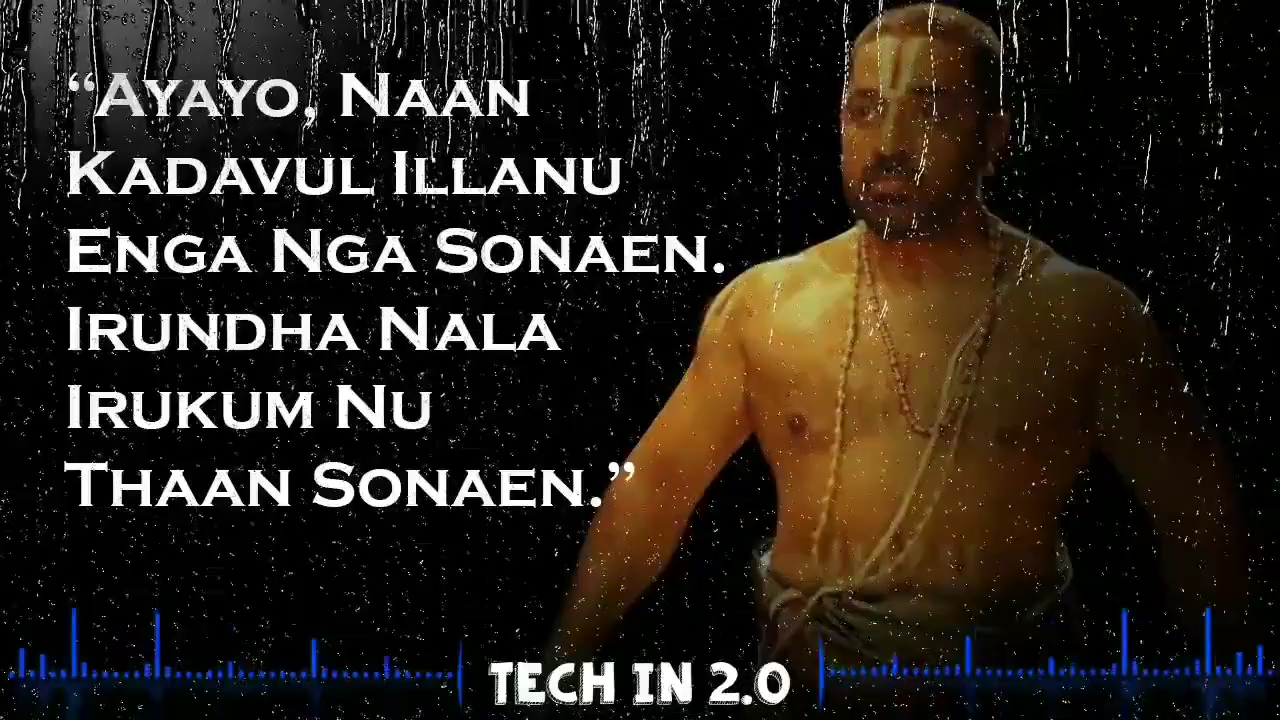 “Ayayo, Naan
Kadavul Illanu
Enga Nga Sonaen.
Irundha Nala
Irukum Nu
Thaan Sonaen.”
TECH IN 2.0